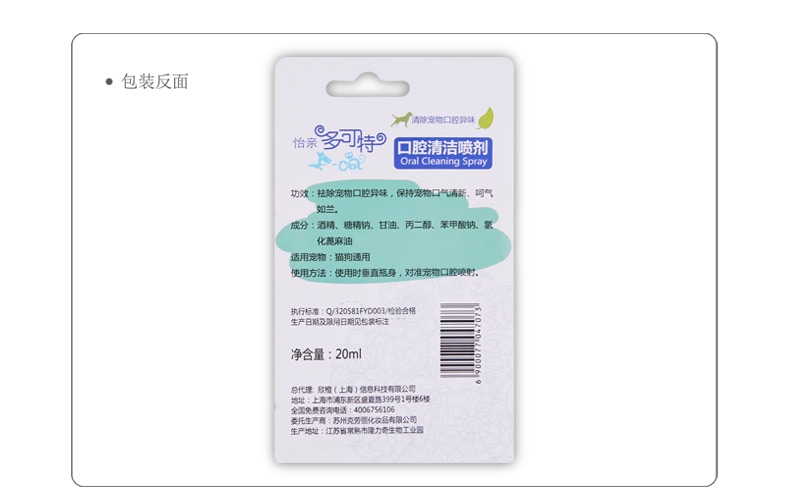 包装反面
清除宠物口腔异味
怡亲 多可特
-Cat
口腔清洁喷剂
Oral Cleaning Spray
功效：祛除宠物口腔异味，保持宠物口气清新、呵气
如兰。
成分：酒精、糖精钠、甘油、丙二醇、苯甲酸钠、氢
化蓖麻油
适用宠物：猫狗通用
使用方法：使用时垂直瓶身，对准宠物口腔喷射。
执行标准：Q/320581FYD003/检验合格
生产日期及限用日期见包装标注
净含量：20ml
6 900077 047073
总代理：欣橙（上海）信息科技有限公司
地址：上海市浦东新区盛夏路399号1号楼6楼
全国免费咨询电话：4006756106
委托生产商：苏州克劳丽化妆品有限公司
生产地址：江苏省常熟市隆力奇生物工业园